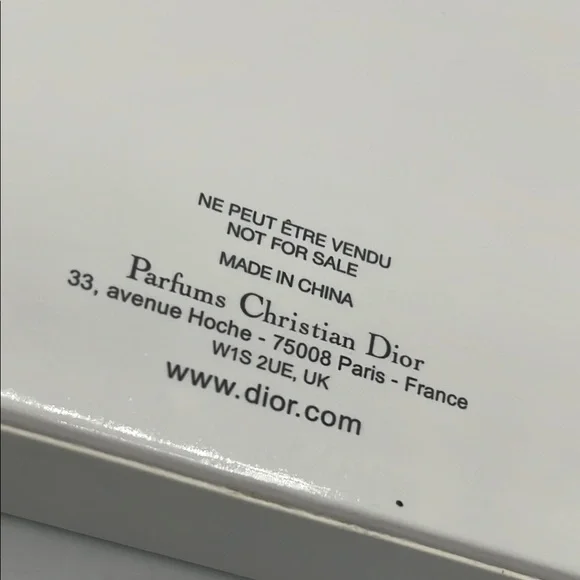 NE PEUT ÊTRE VENDU
NOT FOR SALE
MADE IN CHINA
Parfums Christian Dior
33, avenue Hoche - 75008 Paris - France
W1S 2UE, UK
www.dior.com